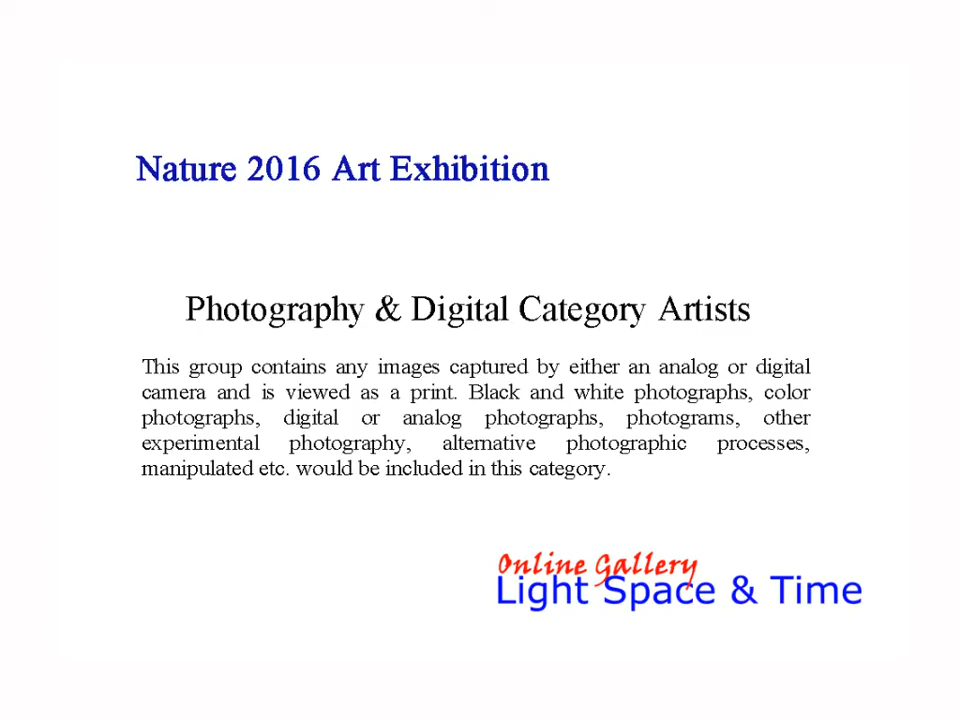 Nature 2016 Art Exhibition
Photography & Digital Category Artists
This group contains any images captured by either an analog or digital
camera and is viewed as a print. Black and white photographs, color
photographs, digital or analog photographs, photograms, other
experimental photography, alternative photographic processes,
manipulated etc. would be included in this category.
Online Gallery
Light Space & Time